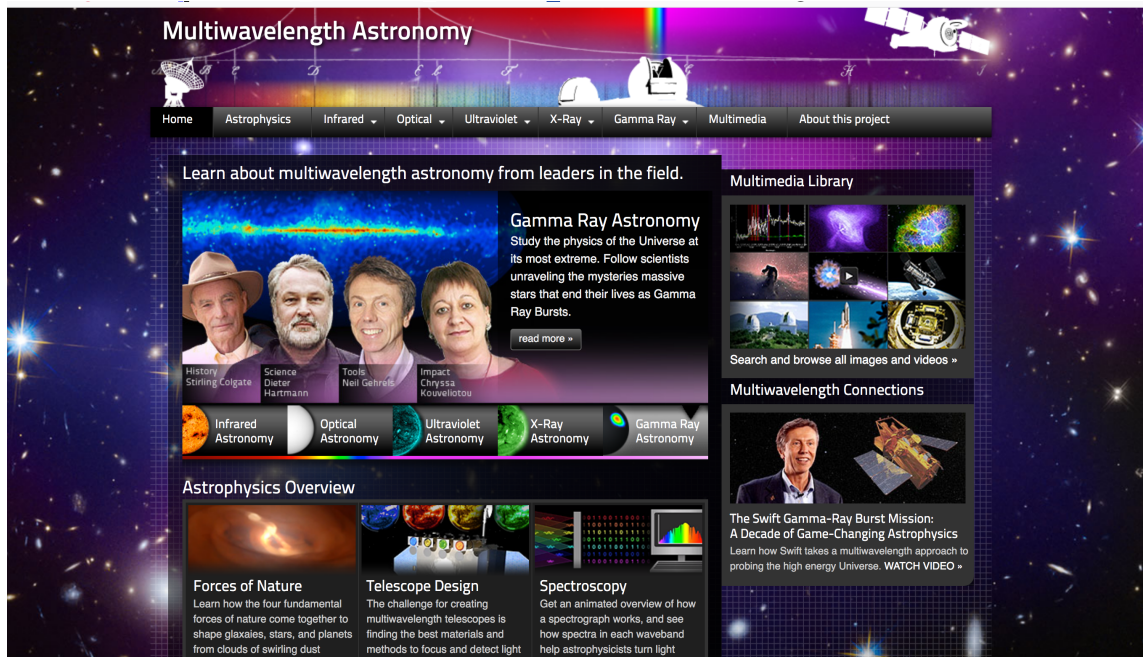 Multiwavelength Astronomy
Home
Astrophysics
Infrared
Optical
Ultraviolet
X-Ray
Gamma Ray
Multimedia
About this project
Learn about multiwavelength astronomy from leaders in the field.
Gamma Ray Astronomy
Study the physics of the Universe at
its most extreme. Follow scientists
unraveling the mysteries massive
stars that end their lives as Gamma
Ray Bursts.
read more »
History
Stirling Colgate
Science
Dieter
Hartmann
Tools
Neil Gehrels
Impact
Chryssa
Kouveliotou
Infrared
Astronomy
Optical
Astronomy
Ultraviolet
Astronomy
X-Ray
Astronomy
Gamma Ray
Astronomy
Astrophysics Overview
Forces of Nature
Learn how the four fundamental
forces of nature come together to
shape glaxaies, stars, and planets
from clouds of swirling dust
Telescope Design
The challenge for creating
multiwavelength telescopes is
finding the best materials and
methods to focus and detect light
Spectroscopy
Get an animated overview of how
a spectrograph works, and see
how spectra in each waveband
help astrophysicists turn light
Multimedia Library
Search and browse all images and videos »
Multiwavelength Connections
The Swift Gamma-Ray Burst Mission:
A Decade of Game-Changing Astrophysics
Learn how Swift takes a multiwavelength approach to
probing the high energy Universe. WATCH VIDEO »